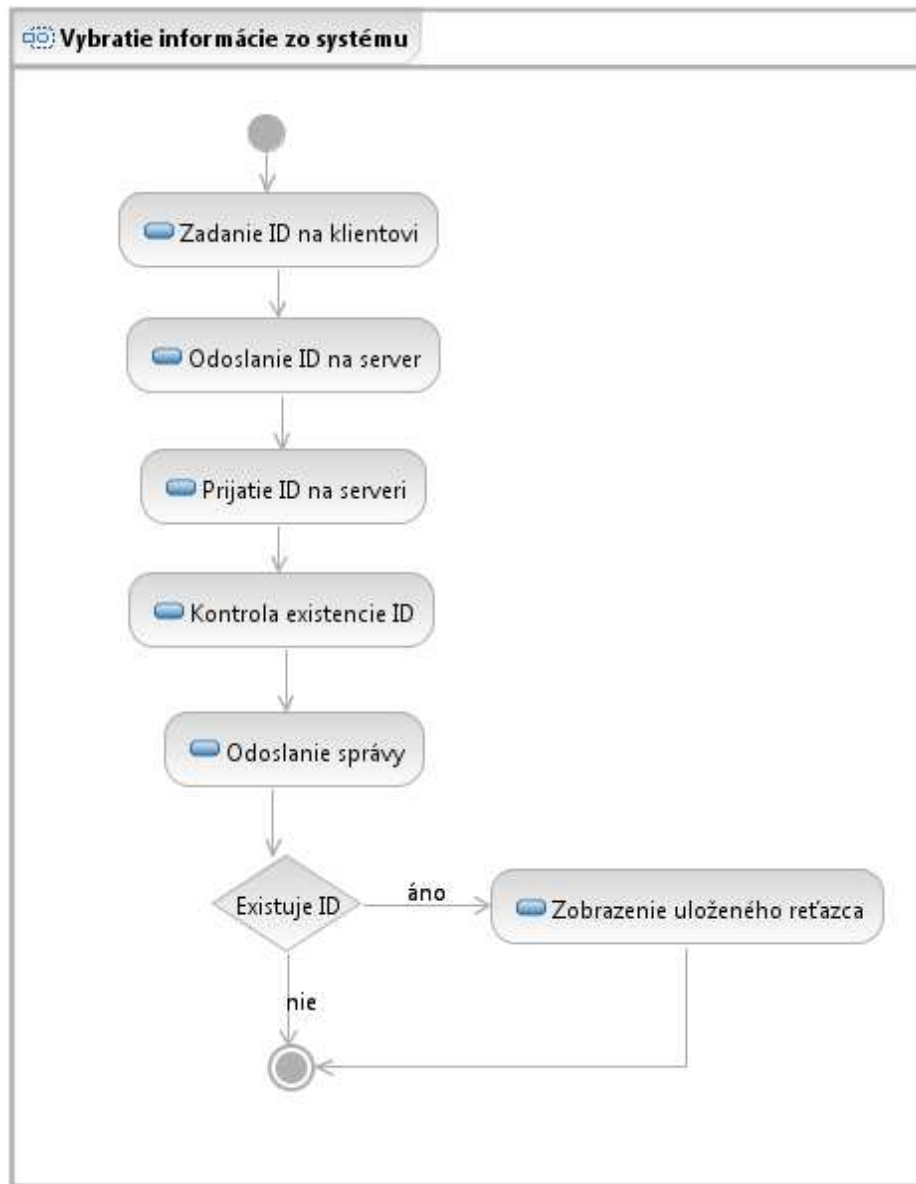 Vybratie informácie zo systému
Zadanie ID na klientovi
Odoslanie ID na server
Prijatie ID na serveri
Kontrola existencie ID
Odoslanie správy
Existuje ID
áno
Zobrazenie uloženého reťazca
nie